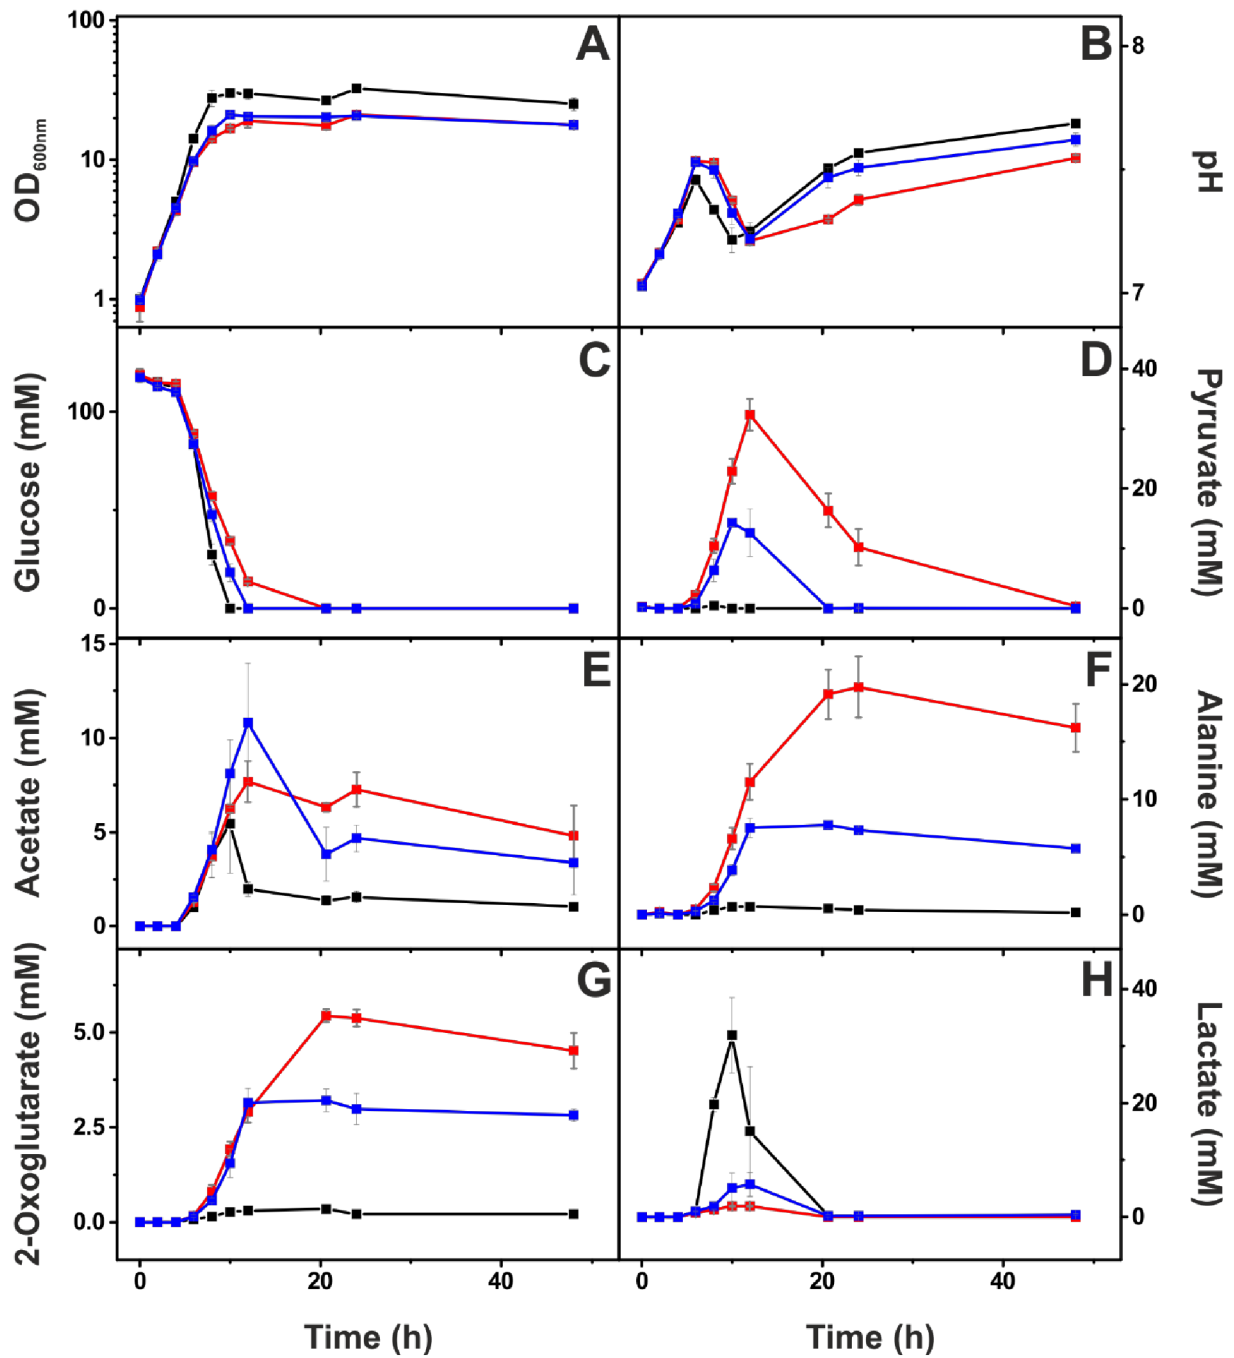 A
100
10
1
OD600nm
B
8
7
pH
C
100
0
Glucose (mM)
D
40
20
0
Pyruvate (mM)
E
15
10
5
0
Acetate (mM)
F
20
10
0
Alanine (mM)
G
5.0
2.5
0.0
2-Oxoglutarate (mM)
H
40
20
0
Lactate (mM)
0 20 40
0 20 40
Time (h)
Time (h)